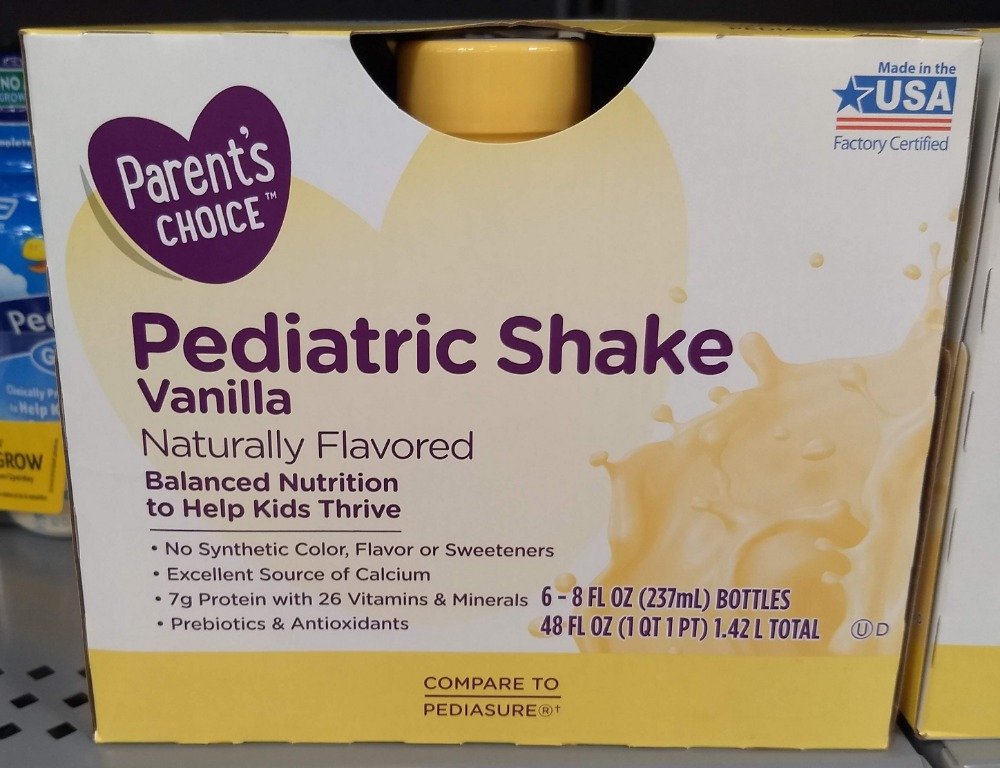 Made in the
USA
Factory Certified
Parent's
CHOICE™
Pediatric Shake
Vanilla
Naturally Flavored
Balanced Nutrition
to Help Kids Thrive
• No Synthetic Color, Flavor or Sweeteners
• Excellent Source of Calcium
• 7g Protein with 26 Vitamins & Minerals
• Prebiotics & Antioxidants
6 - 8 FL OZ (237mL) BOTTLES
48 FL OZ (1 QT 1 PT) 1.42 L TOTAL
U D
COMPARE TO
PEDIASURE®†
NO
GROW